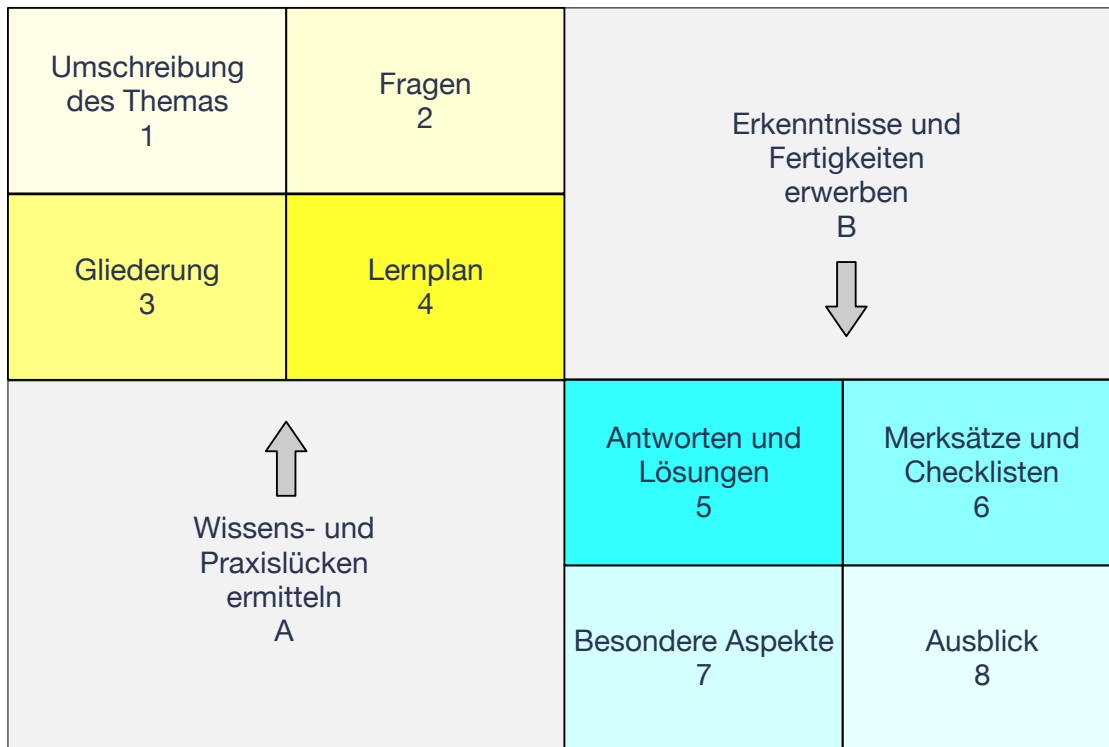 Umschreibung
des Themas
1
Fragen
2
Gliederung
3
Lernplan
4
Erkenntnisse und
Fertigkeiten
erwerben
B
Wissens- und
Praxislücken
ermitteln
A
Antworten und
Lösungen
5
Merksätze und
Checklisten
6
Besondere Aspekte
7
Ausblick
8